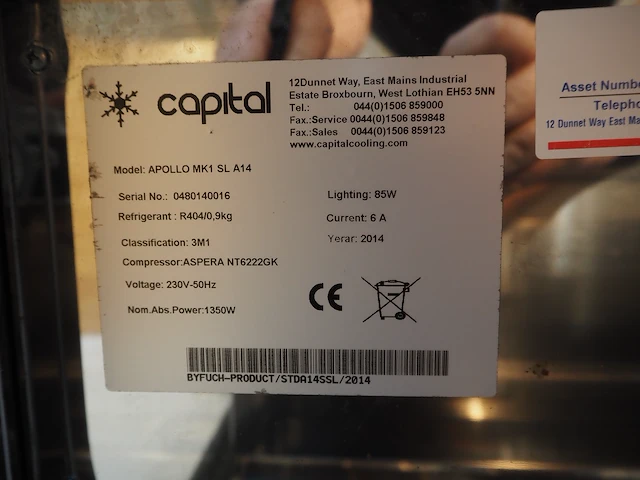 capital
12Dunnet Way, East Mains Industrial
Estate Broxbourn, West Lothian EH53 5NN
Tel.: 044(0)1506 859000
Fax.:Service 0044(0)1506 859848
Fax.:Sales 0044(0)1506 859123
www.capitalcooling.com
Model: APOLLO MK1 SL A14
Serial No.: 0480140016
Lighting: 85W
Refrigerant : R404/0,9kg
Current: 6 A
Classification: 3M1
Yerar: 2014
Compressor:ASPERA NT6222GK
Voltage: 230V-50Hz
Nom.Abs.Power:1350W
CE
BYFUCH-PRODUCT/STDA14SSL/2014
Asset Numbe
Telepho
12 Dunnet Way East Ma